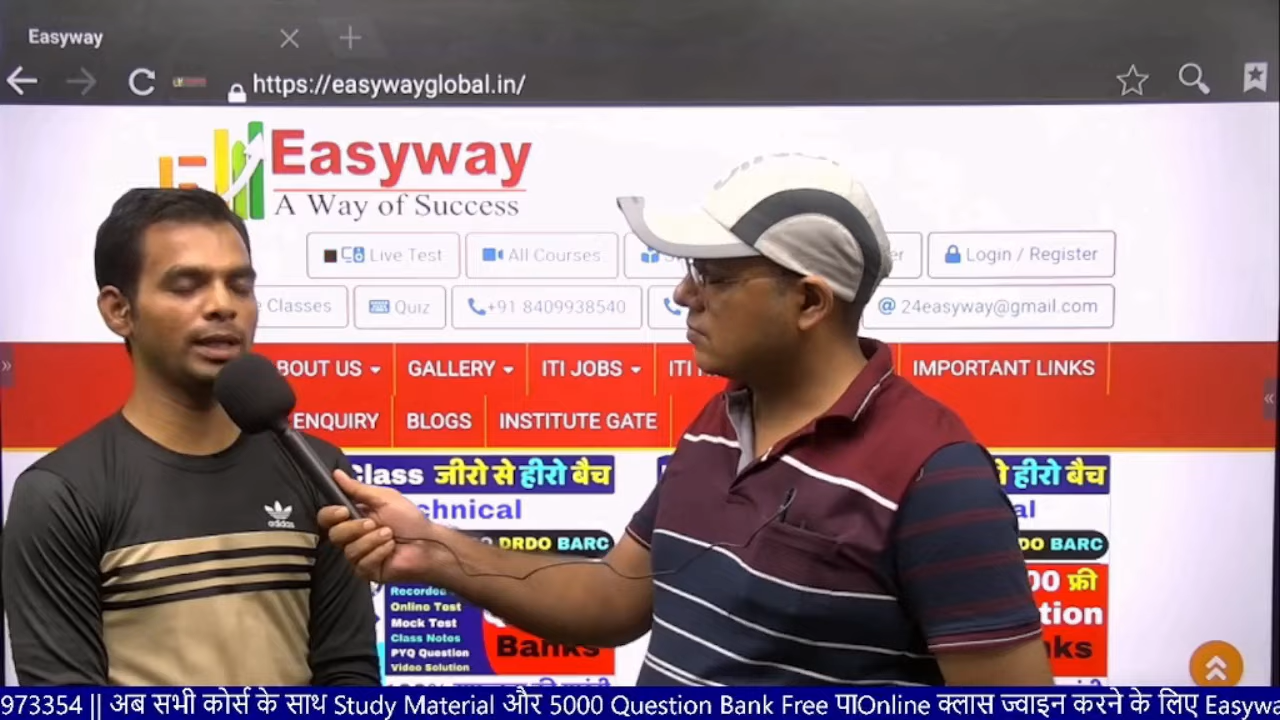 Easyway
https://easywayglobal.in/
Easyway
A Way of Success
Live Test
All Courses
Login / Register
Classes
Quiz
+91 8409938540
@ 24easyway@gmail.com
BOUT US
GALLERY
ITI JOBS
ITI
IMPORTANT LINKS
ENQUIRY
BLOGS
INSTITUTE GATE
Class जीरो से हीरो बैच
हीरो बैच
chnical
al
DRDO BARC
DO BARC
adidas
Recorded
Online Test
Mock Test
Class Notes
PYQ Question
Video Solution
Banks
00 फ्री
tion
nks
973354 || अब सभी कोर्स के साथ Study Material और 5000 Question Bank Free पाOnline क्लास ज्वाइन करने के लिए Easywa